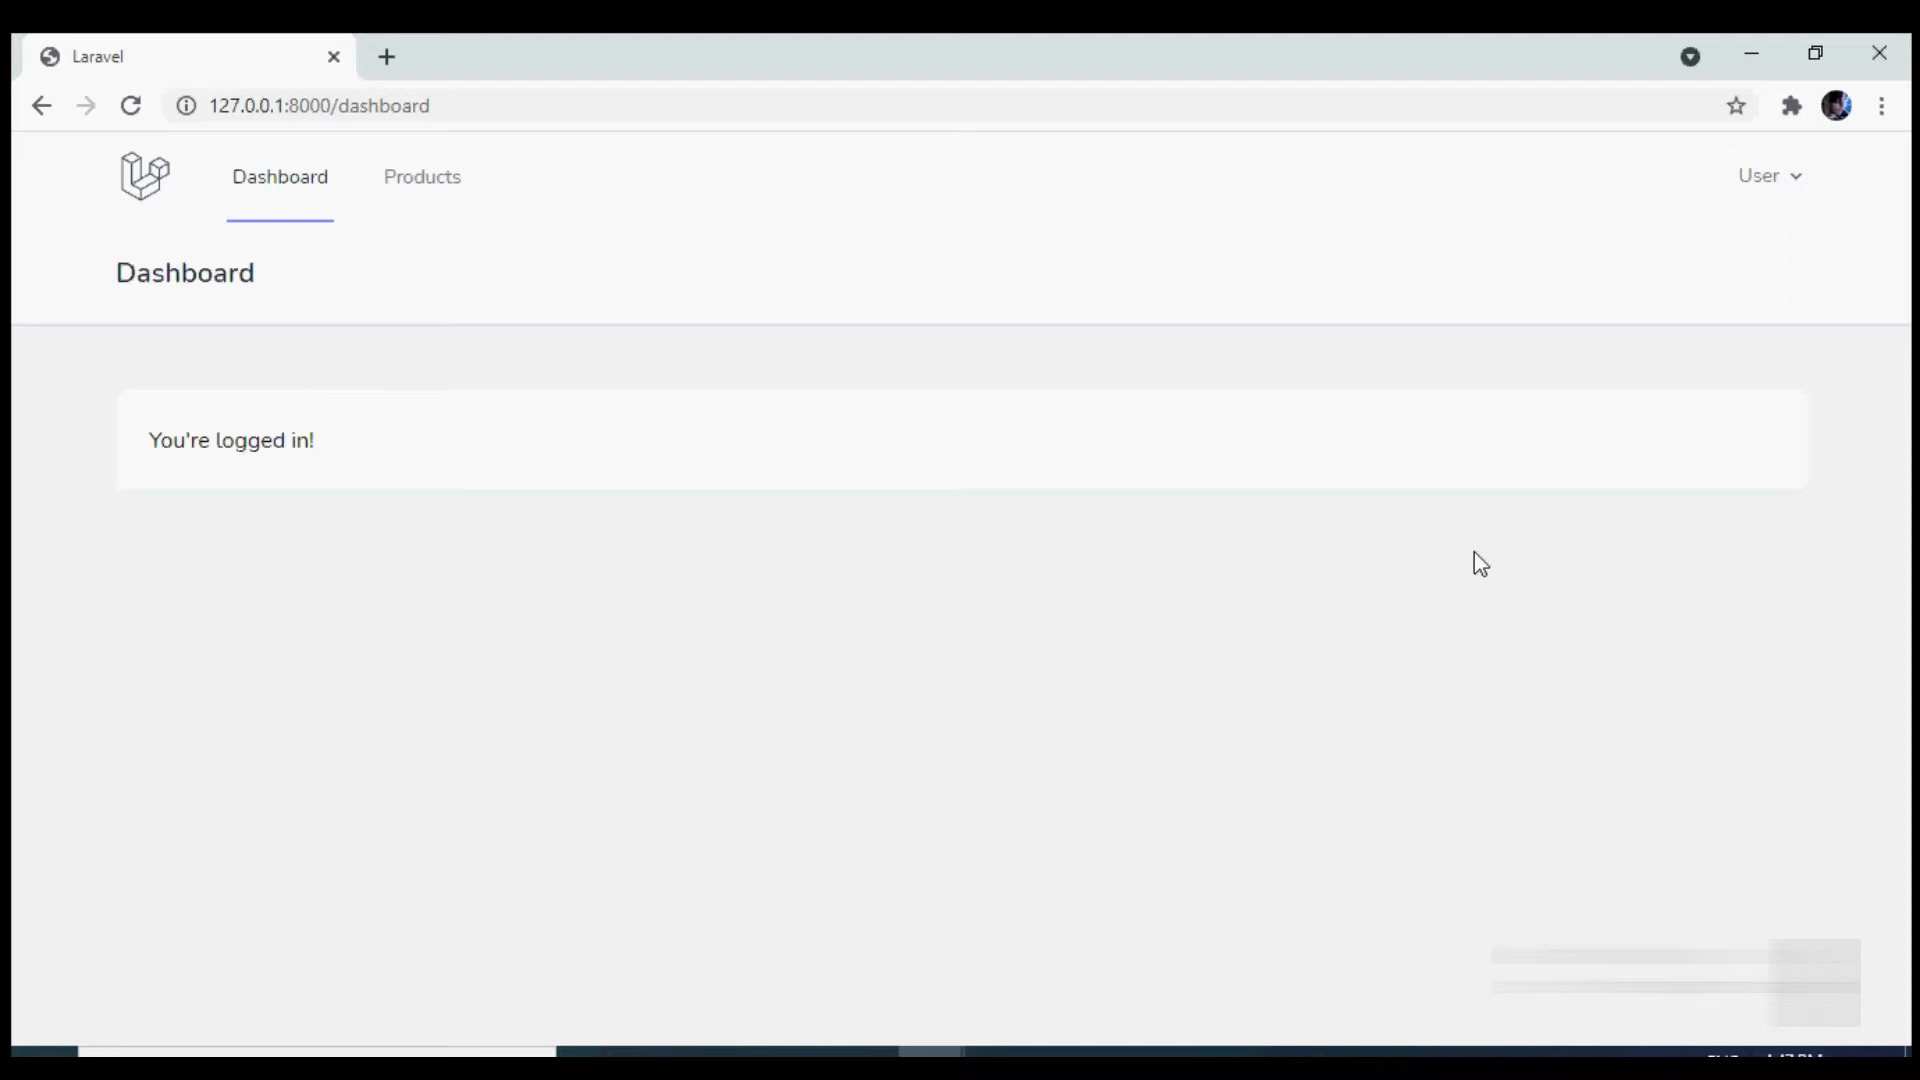 Laravel
127.0.0.1:8000/dashboard
Dashboard Products User
Dashboard
You're logged in!